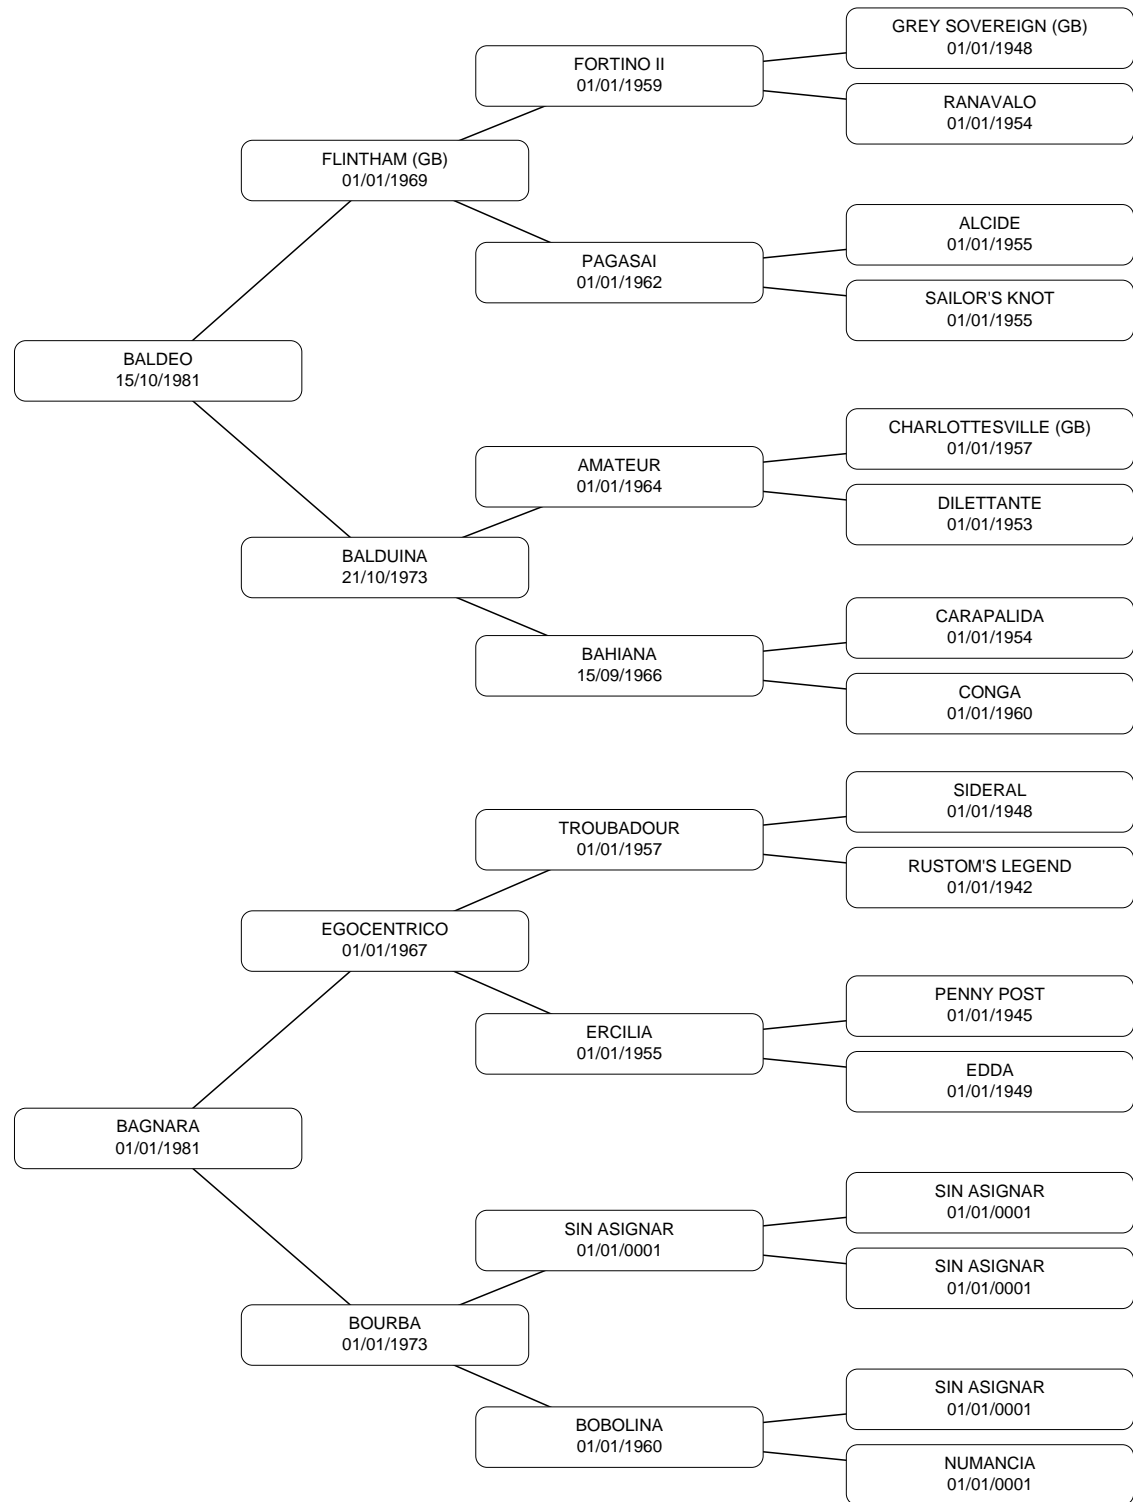 GREY SOVEREIGN (GB)
01/01/1948
FORTINO II
01/01/1959
RANAVALO
01/01/1954
FLINTHAM (GB)
01/01/1969
ALCIDE
01/01/1955
PAGASAI
01/01/1962
SAILOR'S KNOT
01/01/1955
BALDEO
15/10/1981
CHARLOTTESVILLE (GB)
01/01/1957
AMATEUR
01/01/1964
DILETTANTE
01/01/1953
BALDUINA
21/10/1973
CARAPALIDA
01/01/1954
BAHIANA
15/09/1966
CONGA
01/01/1960
SIDERAL
01/01/1948
TROUBADOUR
01/01/1957
RUSTOM'S LEGEND
01/01/1942
EGOCENTRICO
01/01/1967
PENNY POST
01/01/1945
ERCILIA
01/01/1955
EDDA
01/01/1949
BAGNARA
01/01/1981
SIN ASIGNAR
01/01/0001
SIN ASIGNAR
01/01/0001
SIN ASIGNAR
01/01/0001
BOURBA
01/01/1973
SIN ASIGNAR
01/01/0001
BOBOLINA
01/01/1960
NUMANCIA
01/01/0001